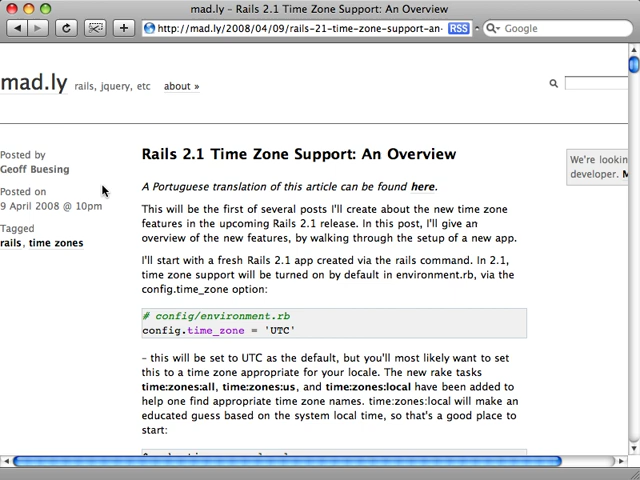 mad.ly – Rails 2.1 Time Zone Support: An Overview
http://mad.ly/2008/04/09/rails-21-time-zone-support-an-
RSS
Google
mad.ly
rails, jquery, etc
about »
Posted by
Geoff Buesing
Posted on
9 April 2008 @ 10pm
Tagged
rails, time zones
Rails 2.1 Time Zone Support: An Overview
A Portuguese translation of this article can be found here.
This will be the first of several posts I'll create about the new time zone
features in the upcoming Rails 2.1 release. In this post, I'll give an
overview of the new features, by walking through the setup of a new app.
I'll start with a fresh Rails 2.1 app created via the rails command. In 2.1,
time zone support will be turned on by default in environment.rb, via the
config.time_zone option:
# config/environment.rb
config.time_zone = 'UTC'
– this will be set to UTC as the default, but you'll most likely want to set
this to a time zone appropriate for your locale. The new rake tasks
time:zones:all, time:zones:us, and time:zones:local have been added to
help one find appropriate time zone names. time:zones:local will make an
educated guess based on the system local time, so that's a good place to
start:
We're lookin
developer. M